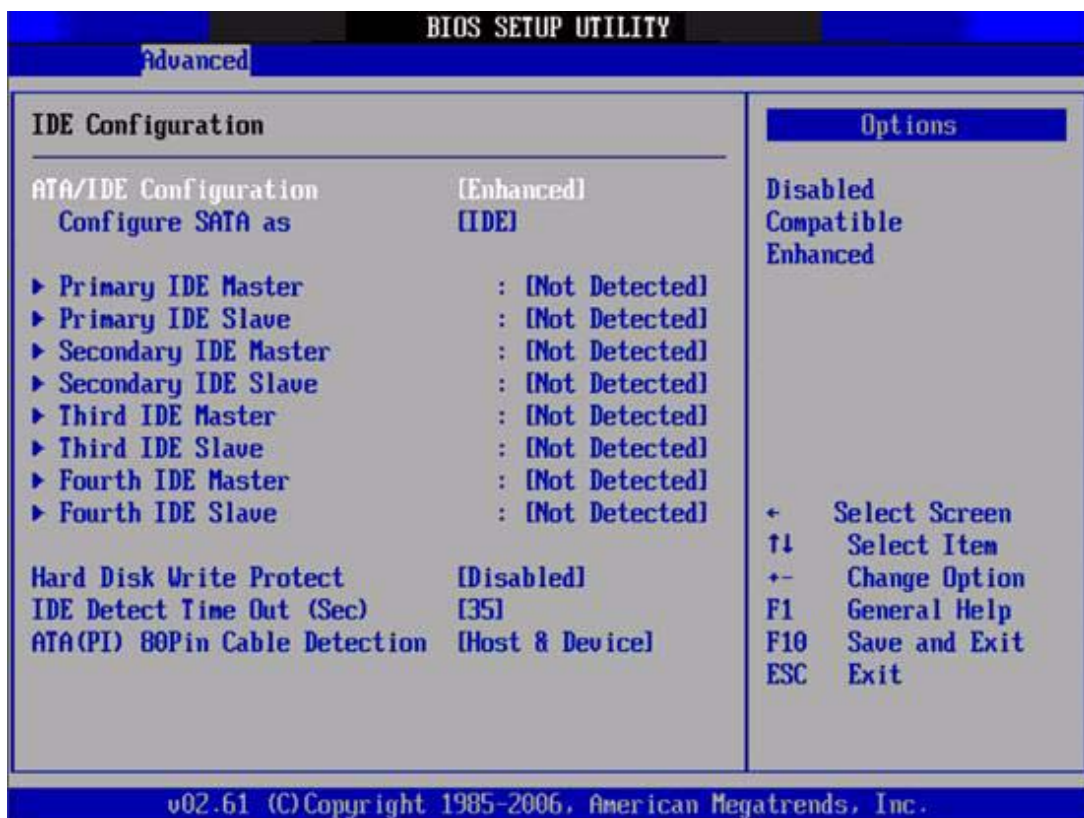 BIOS SETUP UTILITY
Advanced
IDE Configuration
ATA/IDE Configuration [Enhanced]
Configure SATA as [IDE]
Primary IDE Master : [Not Detected]
Primary IDE Slave : [Not Detected]
Secondary IDE Master : [Not Detected]
Secondary IDE Slave : [Not Detected]
Third IDE Master : [Not Detected]
Third IDE Slave : [Not Detected]
Fourth IDE Master : [Not Detected]
Fourth IDE Slave : [Not Detected]
Hard Disk Write Protect [Disabled]
IDE Detect Time Out (Sec) [35]
ATA(PI) 80Pin Cable Detection [Host & Device]
Options
Disabled
Compatible
Enhanced
← Select Screen
↑↓ Select Item
+- Change Option
F1 General Help
F10 Save and Exit
ESC Exit
v02.61 (C)Copyright 1985-2006, American Megatrends, Inc.